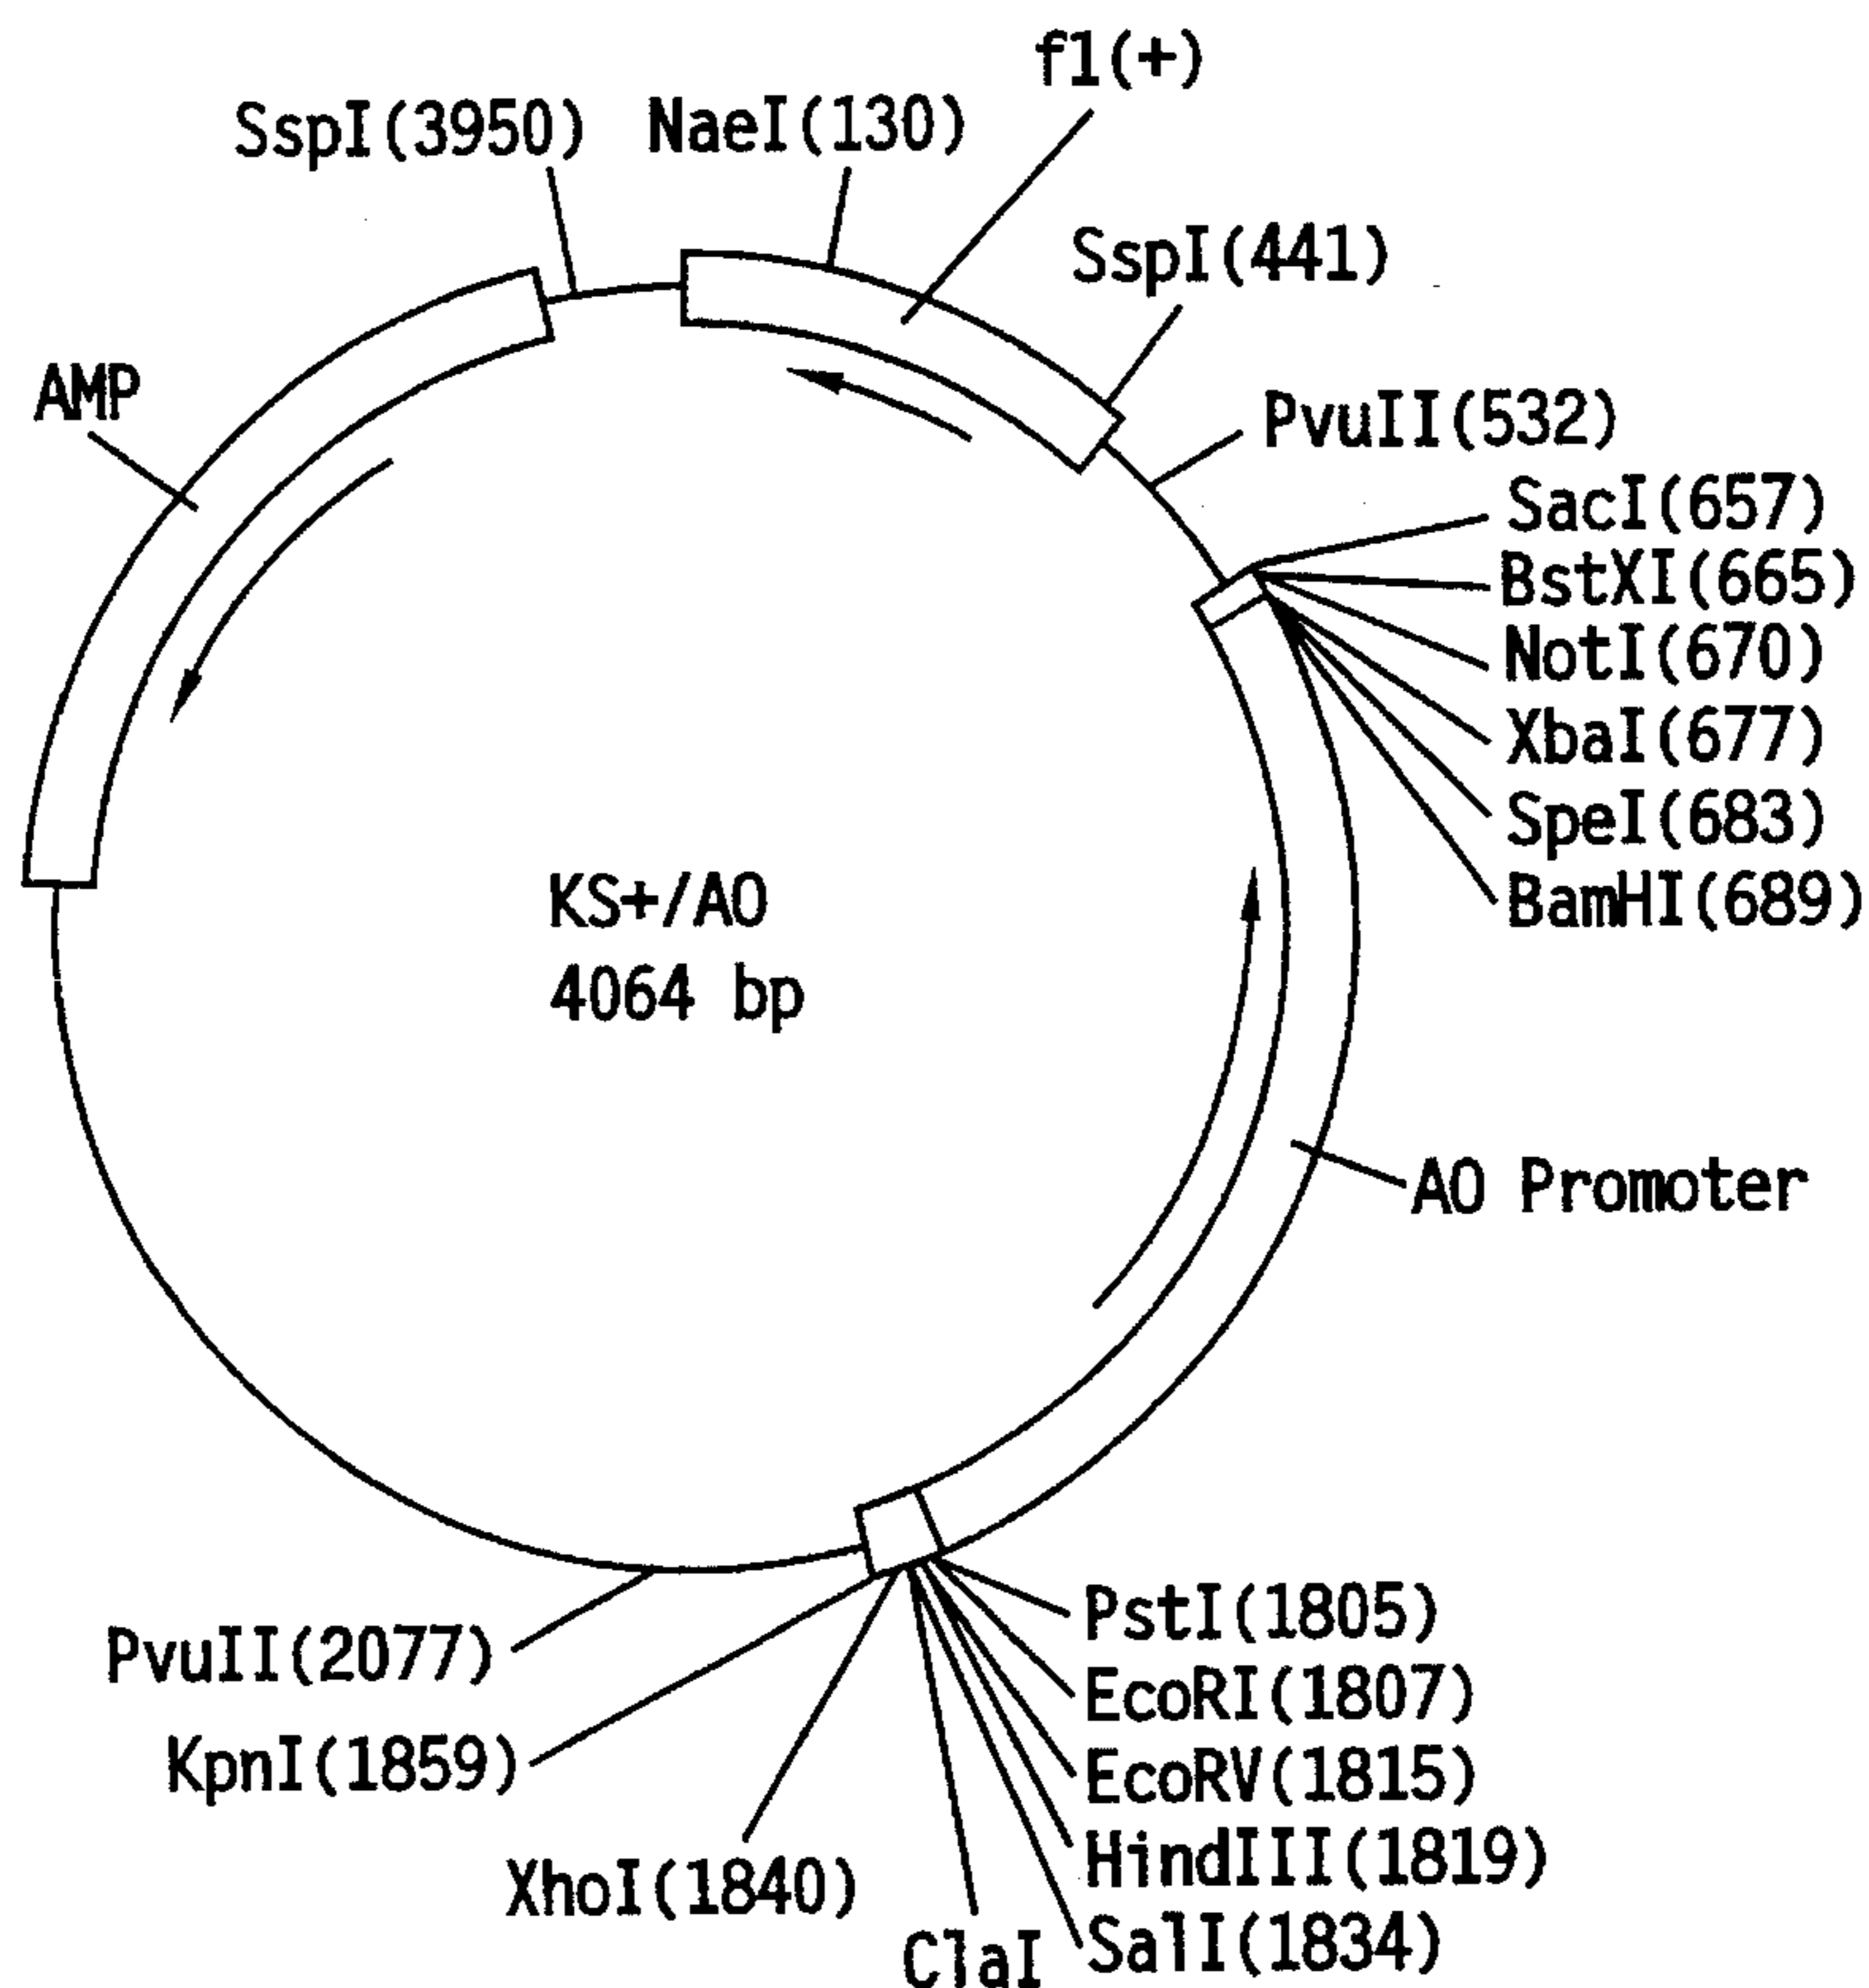 f1(+)
SspI(3950)
NaeI(130)
SspI(441)
AMP
PvuII(532)
SacI(657)
BstXI(665)
NotI(670)
XbaI(677)
SpeI(683)
BamHI(689)
KS+/AO
4064 bp
AO Promoter
PstI(1805)
PvuII(2077)
EcoRI(1807)
KpnI(1859)
EcoRV(1815)
HindIII(1819)
XhoI(1840)
SalI(1834)
ClaI